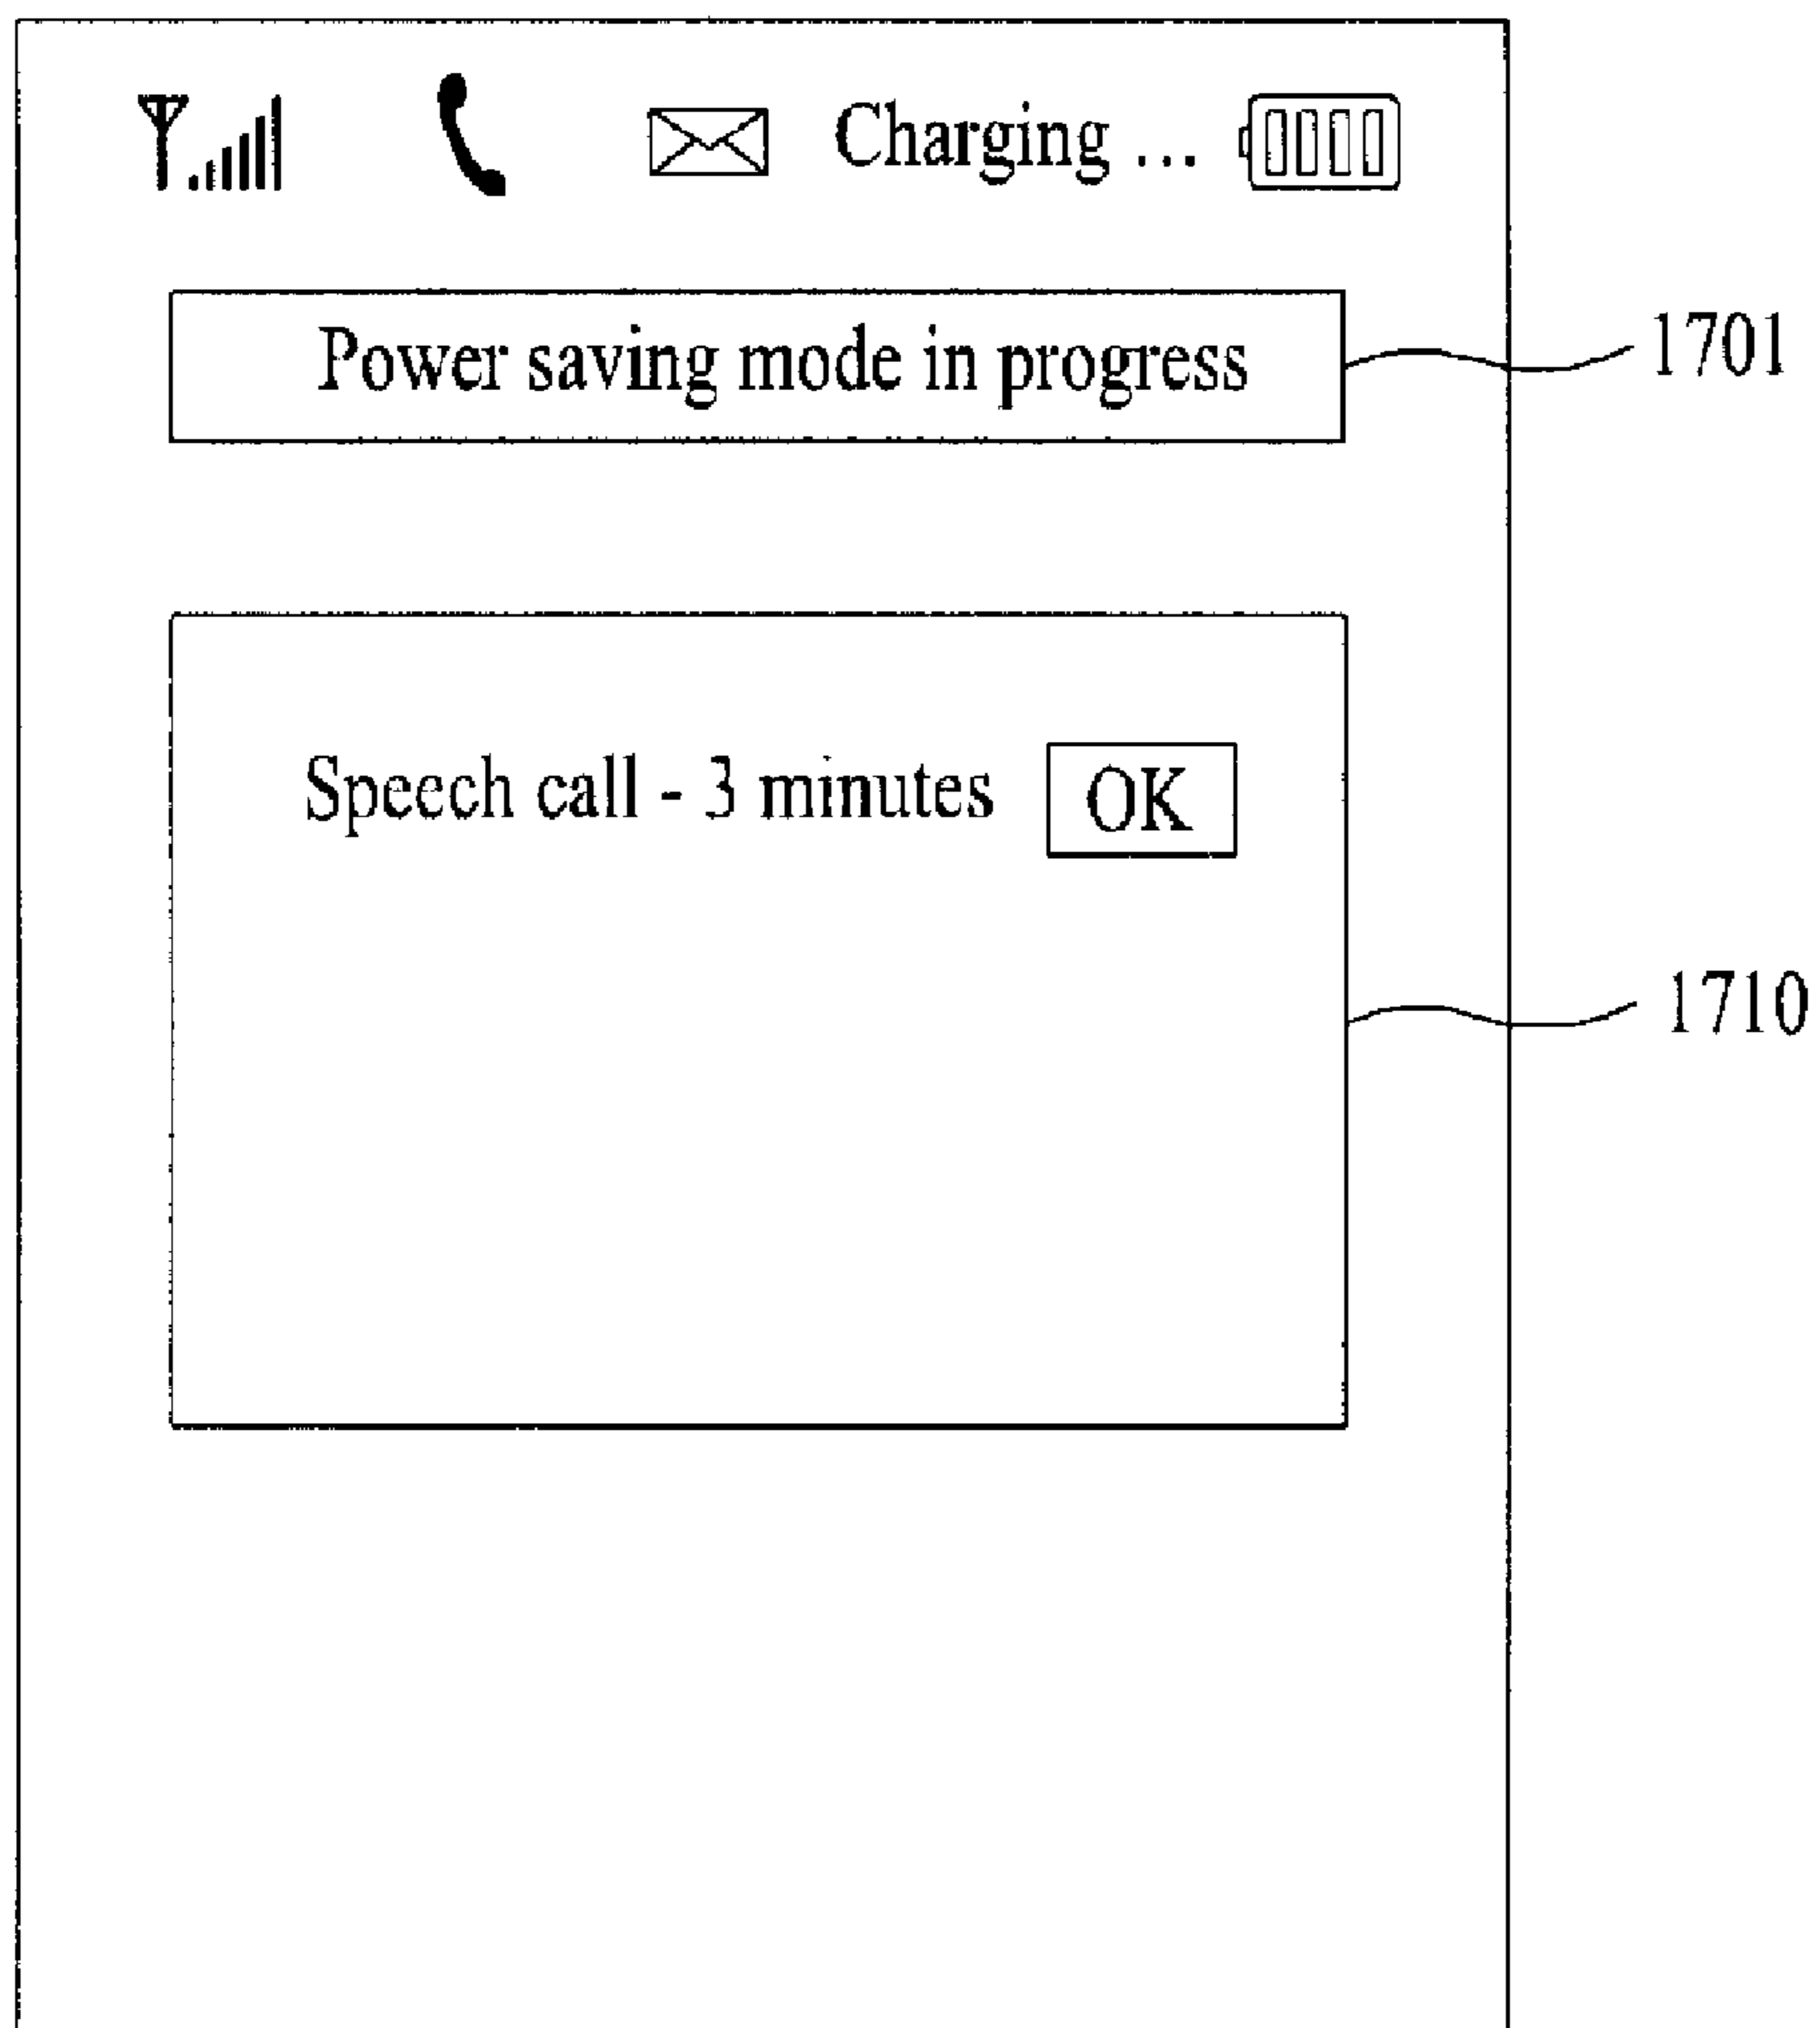 Charging ...
Power saving mode in progress
1701
Speech call - 3 minutes OK
1710